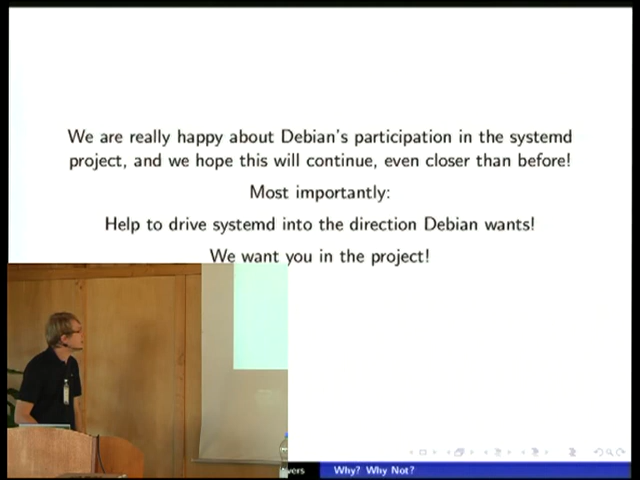 We are really happy about Debian's participation in the systemd
project, and we hope this will continue, even closer than before!
Most importantly:
Help to drive systemd into the direction Debian wants!
We want you in the project!
vers
Why? Why Not?